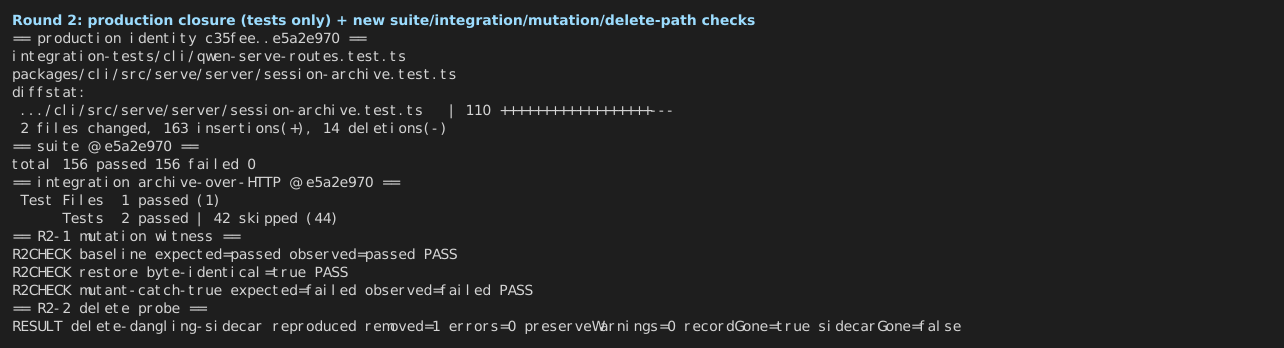 Round 2: production closure (tests only) + new suite/integration/mutation/delete-path checks
== production identity c35fee..e5a2e970 ==
integration-tests/cli/qwen-serve-routes.test.ts
packages/cli/src/serve/server/session-archive.test.ts
diffstat:
.../cli/src/serve/server/session-archive.test.ts | 110 ++++++++++++++++++---
2 files changed, 163 insertions(+), 14 deletions(-)
== suite @e5a2e970 ==
total 156 passed 156 failed 0
== integration archive-over-HTTP @e5a2e970 ==
Test Files 1 passed (1)
Tests 2 passed | 42 skipped (44)
== R2-1 mutation witness ==
R2CHECK baseline expected=passed observed=passed PASS
R2CHECK restore byte-identical=true PASS
R2CHECK mutant-catch-true expected=failed observed=failed PASS
== R2-2 delete probe ==
RESULT delete-dangling-sidecar reproduced removed=1 errors=0 preserveWarnings=0 recordGone=true sidecarGone=false